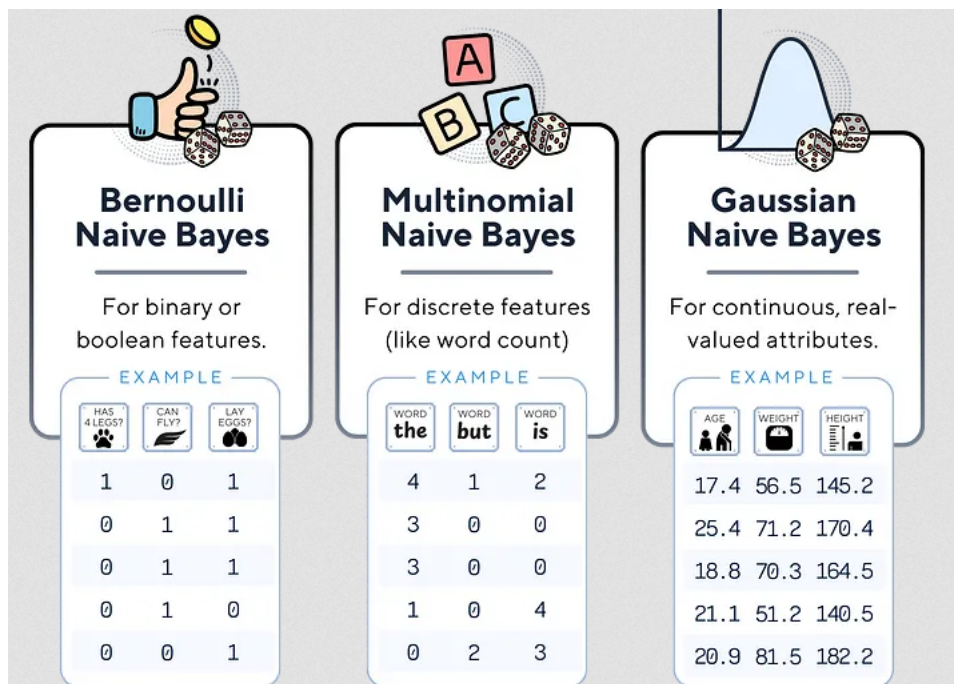 A
B
C
Bernoulli
Naive Bayes
For binary or
boolean features.
EXAMPLE
HAS
4 LEGS?
CAN
FLY?
LAY
EGGS?
1 0 1
0 1 1
0 1 1
0 1 0
0 0 1
Multinomial
Naive Bayes
For discrete features
(like word count)
EXAMPLE
WORD
the
WORD
but
WORD
is
4 1 2
3 0 0
3 0 0
1 0 4
0 2 3
Gaussian
Naive Bayes
For continuous, real-
valued attributes.
EXAMPLE
AGE
WEIGHT
HEIGHT
17.4 56.5 145.2
25.4 71.2 170.4
18.8 70.3 164.5
21.1 51.2 140.5
20.9 81.5 182.2